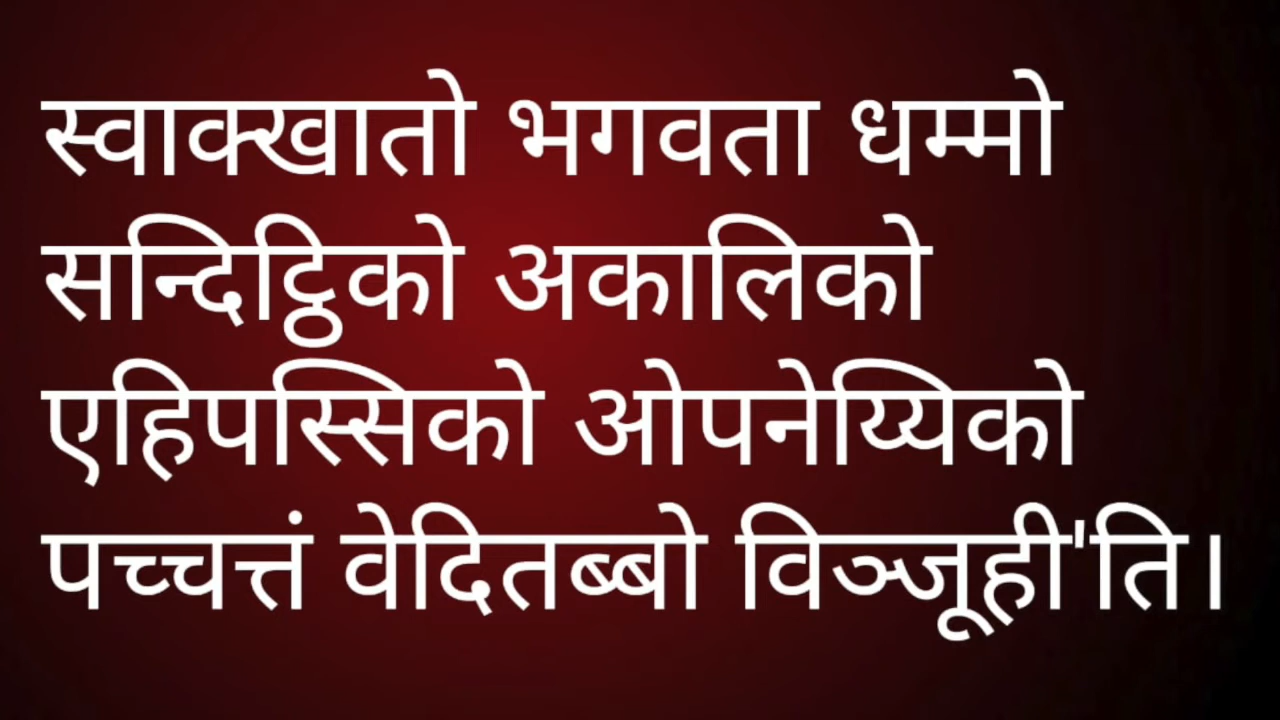 स्वाक्खातो भगवता धम्मो
सन्दिट्ठिको अकालिको
एहिपस्सिको ओपनेय्यिको
पच्चत्तं वेदितब्बो विञ्जूही'ति।